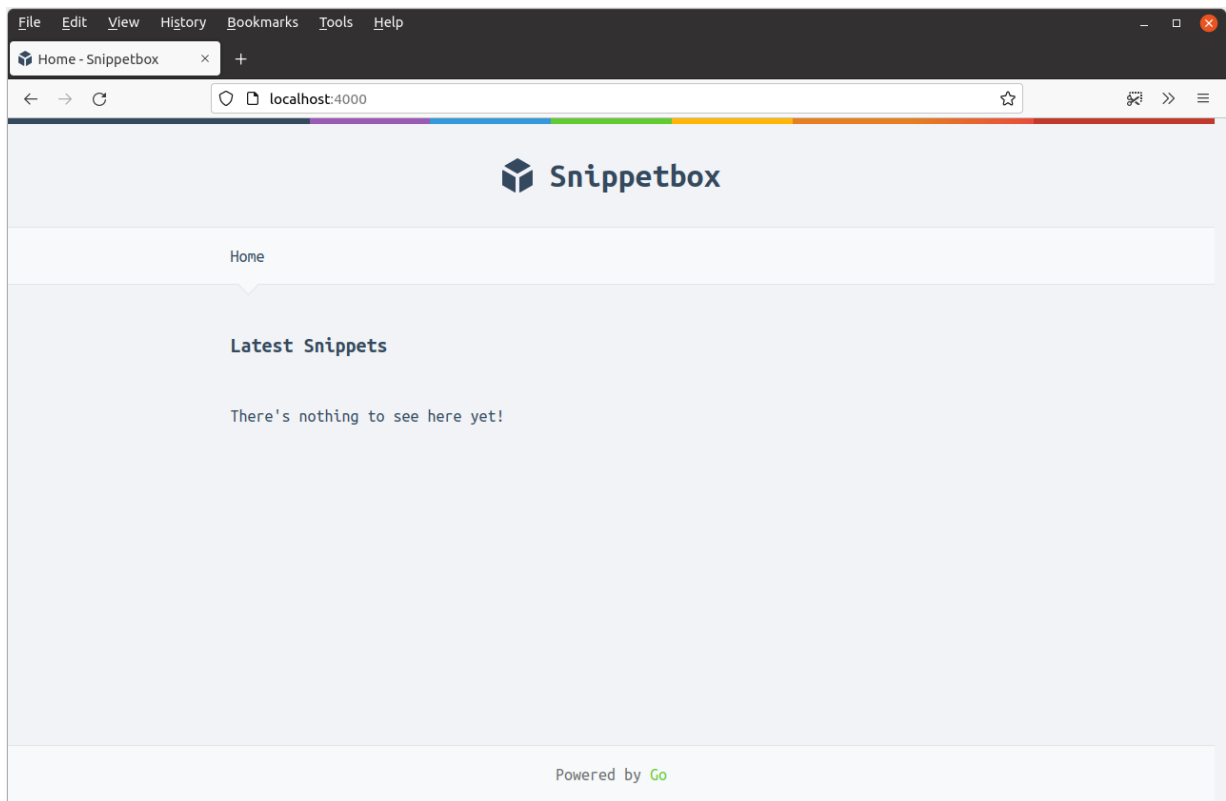 File Edit View History Bookmarks Tools Help
Home - Snippetbox
localhost:4000
Snippetbox
Home
Latest Snippets
There's nothing to see here yet!
Powered by Go